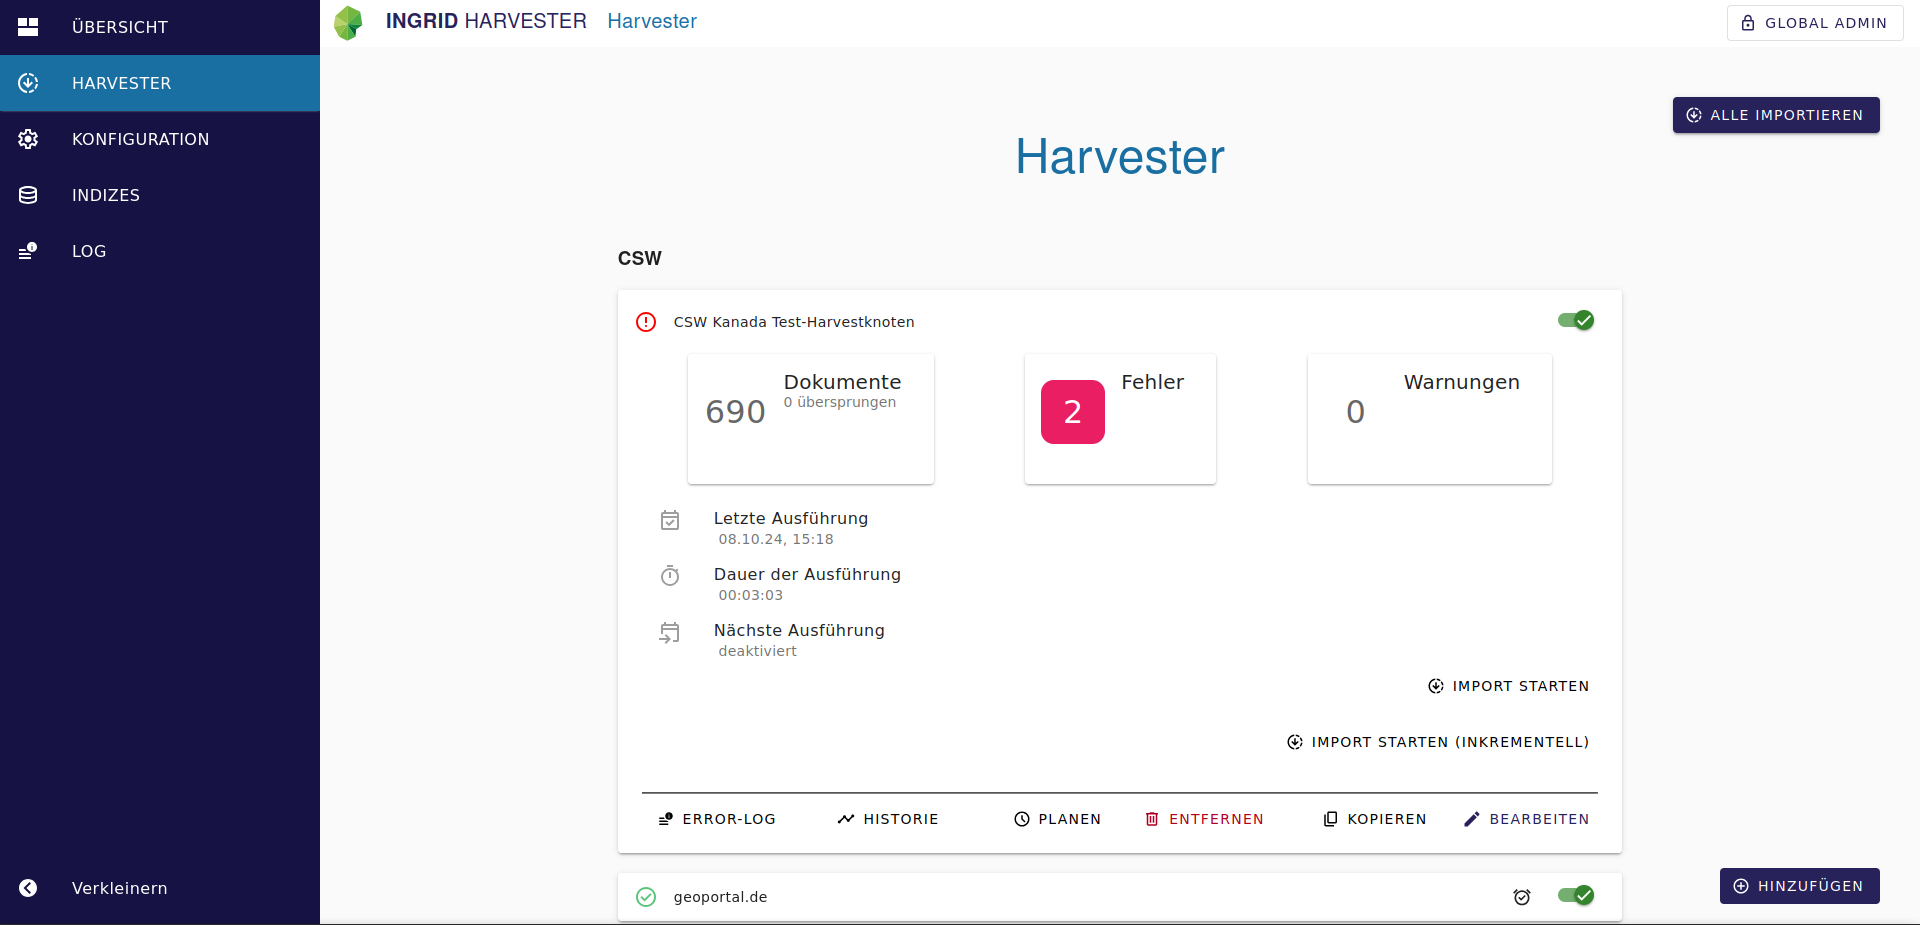 ÜBERSICHT
HARVESTER
KONFIGURATION
INDIZES
LOG
Verkleinern
INGRID HARVESTER Harvester
GLOBAL ADMIN
ALLE IMPORTIEREN
Harvester
CSW
CSW Kanada Test-Harvestknoten
690
Dokumente
0 übersprungen
2
Fehler
0
Warnungen
Letzte Ausführung
08.10.24, 15:18
Dauer der Ausführung
00:03:03
Nächste Ausführung
deaktiviert
IMPORT STARTEN
IMPORT STARTEN (INKREMENTELL)
ERROR-LOG HISTORIE PLANEN ENTFERNEN KOPIEREN BEARBEITEN
geoportal.de
HINZUFÜGEN